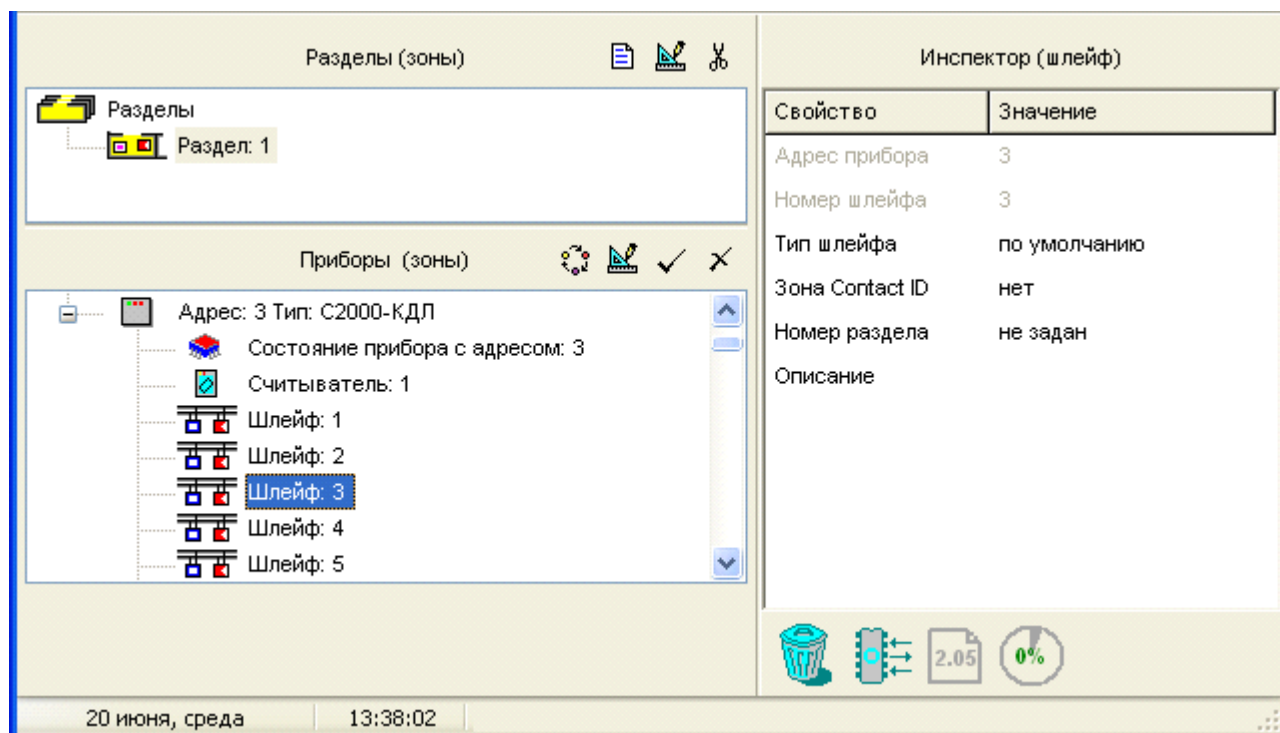 Разделы (зоны)
Разделы
Раздел: 1
Приборы (зоны)
Адрес: 3 Тип: С2000-КДЛ
Состояние прибора с адресом: 3
Считыватель: 1
Шлейф: 1
Шлейф: 2
Шлейф: 3
Шлейф: 4
Шлейф: 5
Инспектор (шлейф)
Свойство Значение
Адрес прибора 3
Номер шлейфа 3
Тип шлейфа по умолчанию
Зона Contact ID нет
Номер раздела не задан
Описание
2.05 0%
20 июня, среда 13:38:02